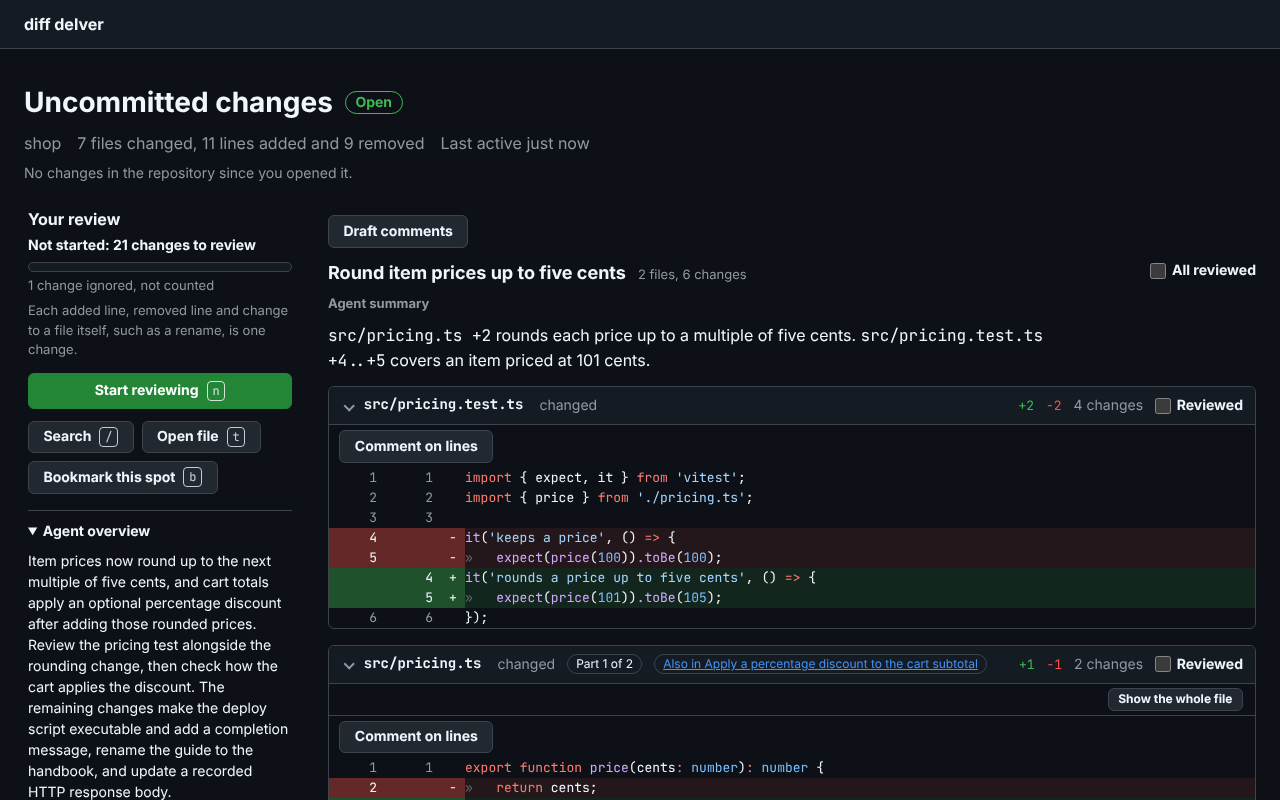 diff delver
Uncommitted changes Open
shop 7 files changed, 11 lines added and 9 removed Last active just now
No changes in the repository since you opened it.
Your review
Not started: 21 changes to review
1 change ignored, not counted
Each added line, removed line and change
to a file itself, such as a rename, is one
change.
Start reviewing n
Search / Open file t
Bookmark this spot b
▼ Agent overview
Item prices now round up to the next
multiple of five cents, and cart totals
apply an optional percentage discount
after adding those rounded prices.
Review the pricing test alongside the
rounding change, then check how the
cart applies the discount. The
remaining changes make the deploy
script executable and add a completion
message, rename the guide to the
handbook, and update a recorded
HTTP response body.
Draft comments
Round item prices up to five cents 2 files, 6 changes All reviewed
Agent summary
src/pricing.ts +2 rounds each price up to a multiple of five cents. src/pricing.test.ts
+4..+5 covers an item priced at 101 cents.
src/pricing.test.ts changed +2 -2 4 changes Reviewed
Comment on lines
1 1 import { expect, it } from 'vitest';
2 2 import { price } from './pricing.ts';
3 3
4 - it('keeps a price', () => {
5 - » expect(price(100)).toBe(100);
4 + it('rounds a price up to five cents', () => {
5 + » expect(price(101)).toBe(105);
6 6 });
src/pricing.ts changed Part 1 of 2 Also in Apply a percentage discount to the cart subtotal +1 -1 2 changes Reviewed
Show the whole file
Comment on lines
1 1 export function price(cents: number): number {
2 - » return cents;